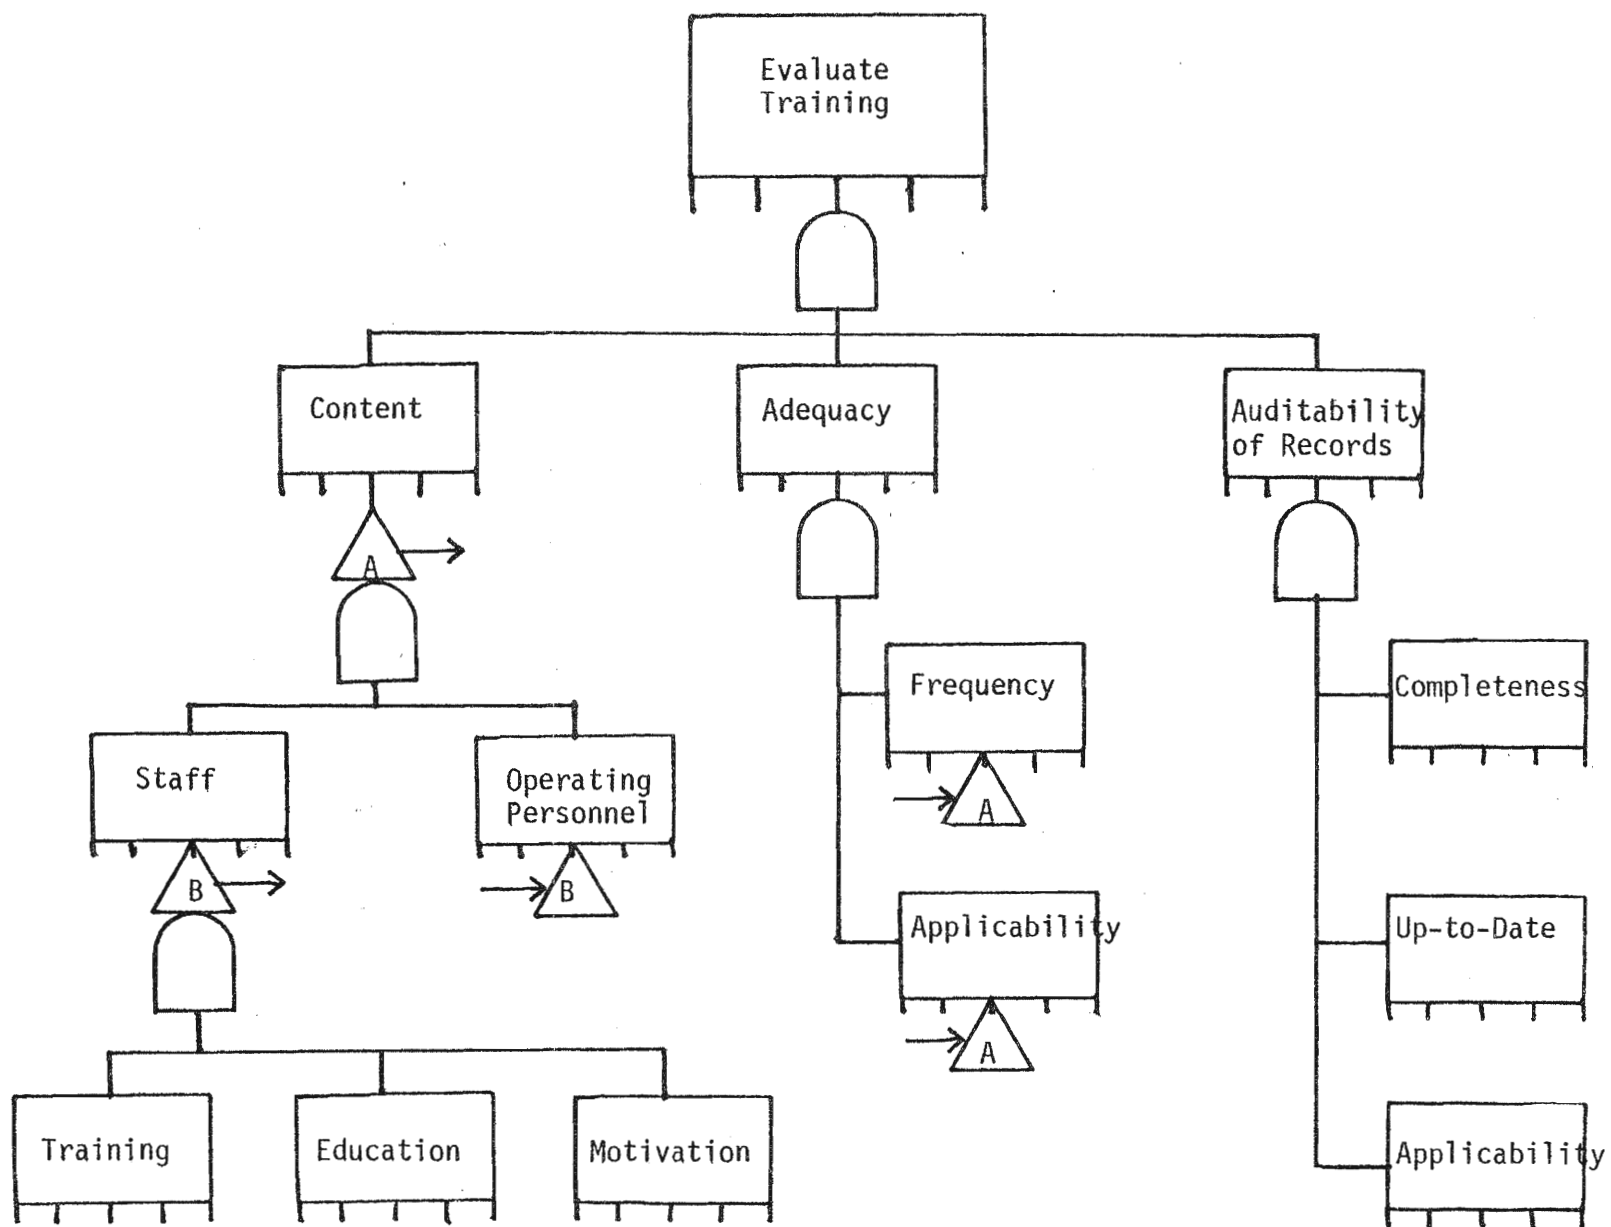 Evaluate
Training
Content
Adequacy
Auditability
of Records
A
Frequency
Completeness
Staff
Operating
Personnel
A
B
B
Applicability
Up-to-Date
A
Training
Education
Motivation
Applicability